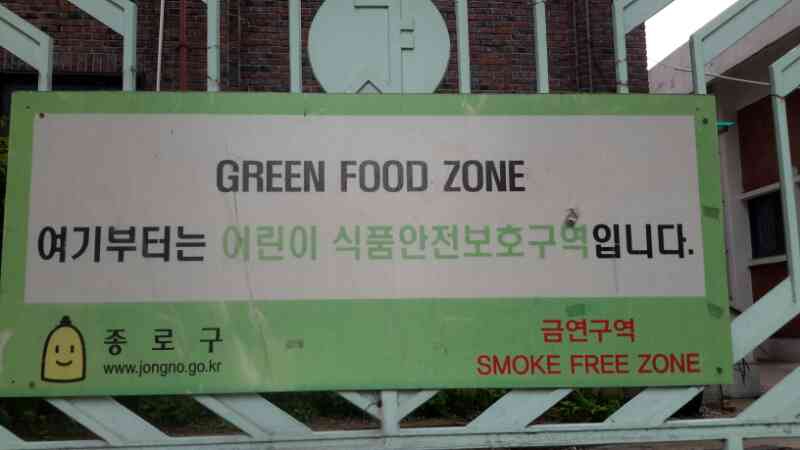 GREEN FOOD ZONE
여기부터는 어린이 식품안전보호구역입니다.
종로구
www.jongno.go.kr
금연구역
SMOKE FREE ZONE